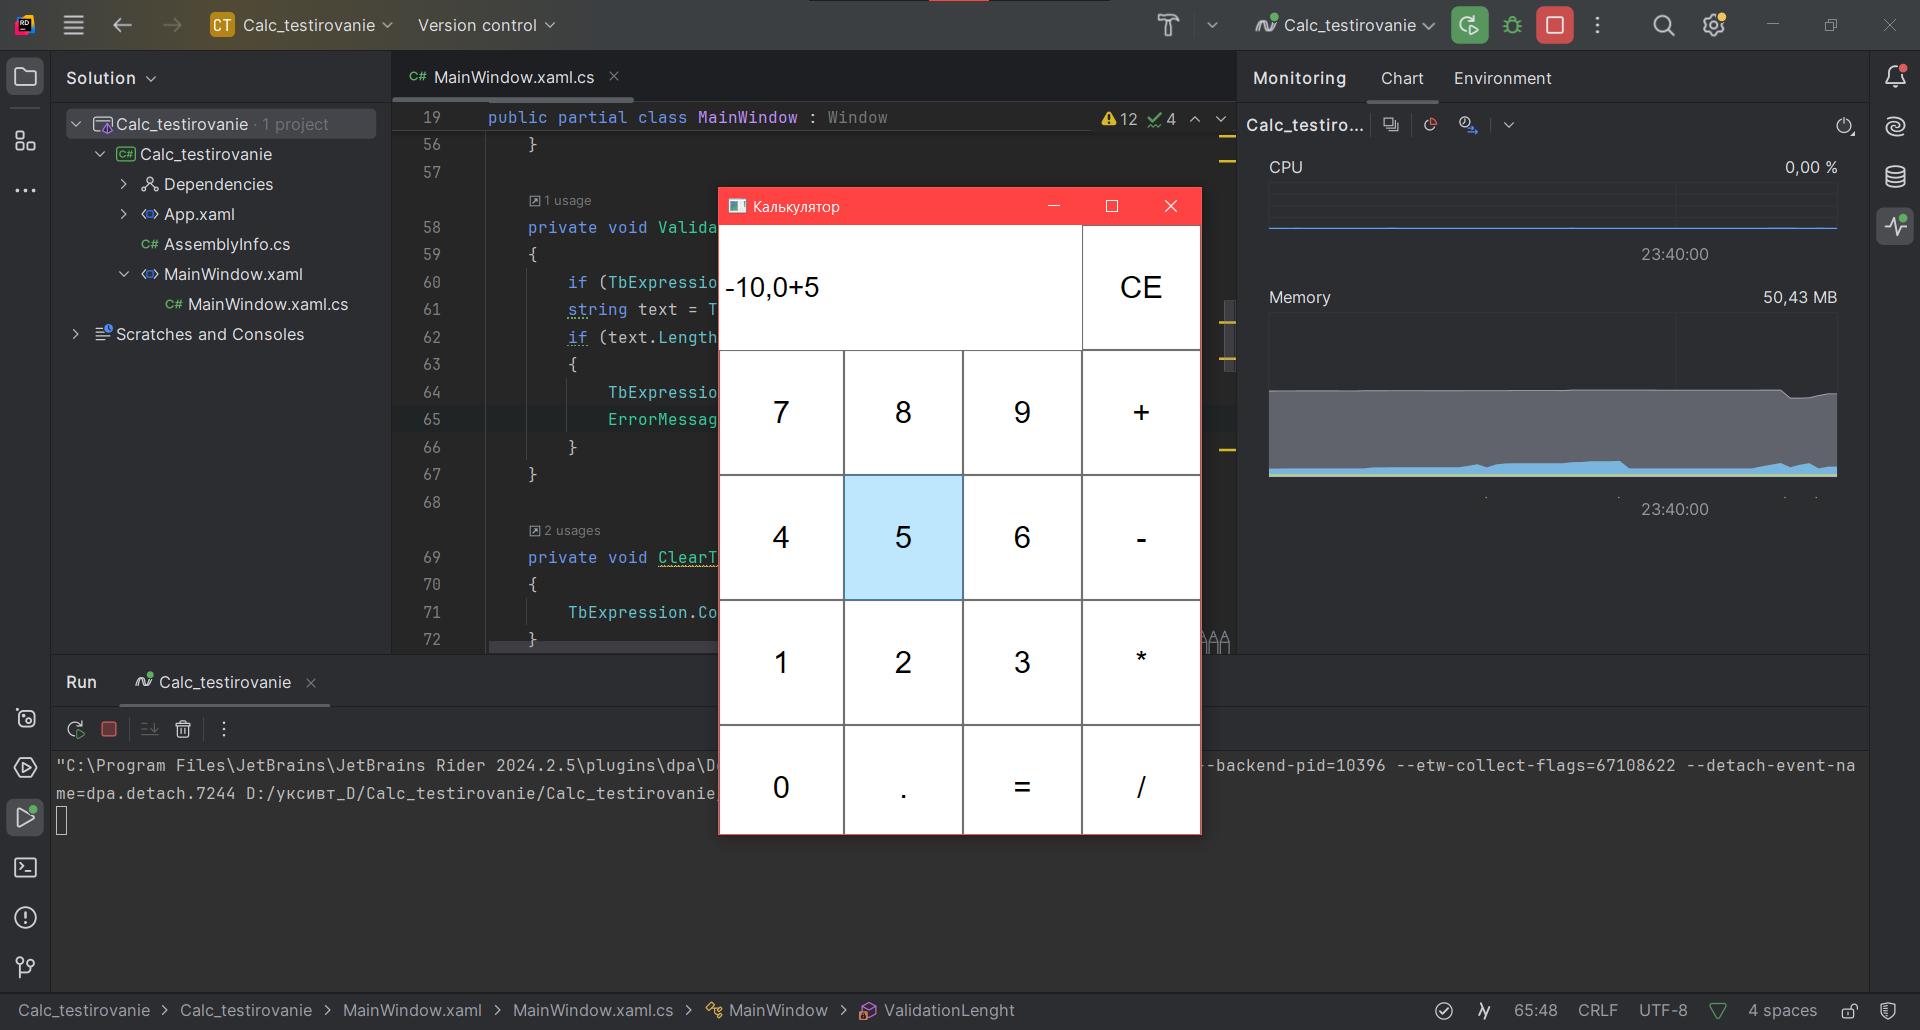 CT Calc_testirovanie Version control Calc_testirovanie
Solution
Calc_testirovanie · 1 project
C# Calc_testirovanie
Dependencies
App.xaml
C# AssemblyInfo.cs
MainWindow.xaml
C# MainWindow.xaml.cs
Scratches and Consoles
C# MainWindow.xaml.cs
19 public partial class MainWindow : Window
12 4
56 }
57
1 usage
58 private void Valida
59 {
60 if (TbExpressio
61 string text = T
62 if (text.Length
63 {
64 TbExpressio
65 ErrorMessag
66 }
67 }
68
2 usages
69 private void ClearT
70 {
71 TbExpression.Co
72 }
Калькулятор
-10,0+5 CE
7 8 9 +
4 5 6 -
1 2 3 *
0 . = /
Monitoring Chart Environment
Calc_testiro...
CPU 0,00 %
23:40:00
Memory 50,43 MB
23:40:00
Run Calc_testirovanie
"C:\Program Files\JetBrains\JetBrains Rider 2024.2.5\plugins\dpa\D
--backend-pid=10396 --etw-collect-flags=67108622 --detach-event-na
me=dpa.detach.7244 D:/уксивт_D/Calc_testirovanie/Calc_testirovanie
Calc_testirovanie > Calc_testirovanie > MainWindow.xaml > MainWindow.xaml.cs > MainWindow > ValidationLenght
65:48 CRLF UTF-8 4 spaces